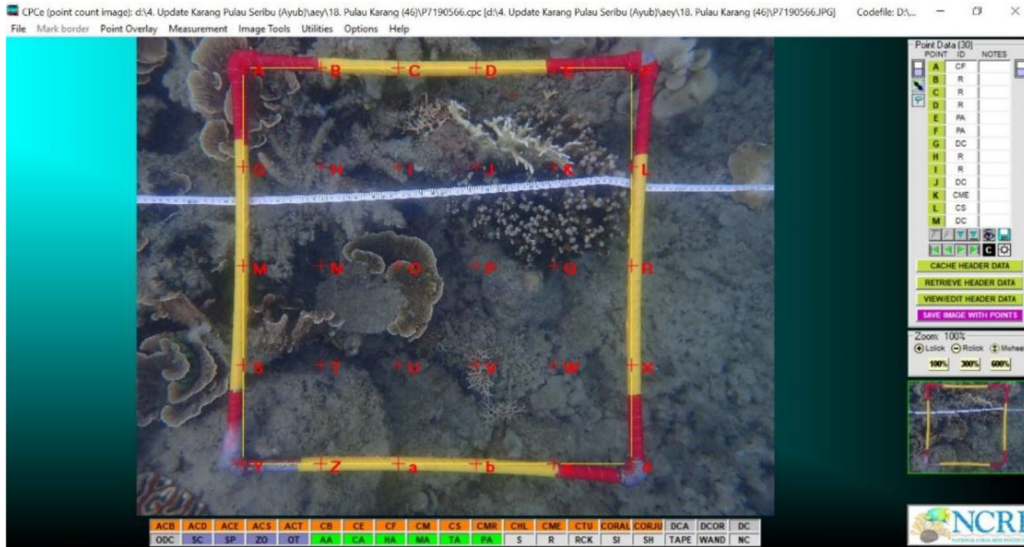 CPCe (point count image): d:\4. Update Karang Pulau Seribu (Ayub)\aey\18. Pulau Karang (46)\P7190566.cpc [d:\4. Update Karang Pulau Seribu (Ayub)\aey\18. Pulau Karang (46)\P7190566.JPG] Codefile: D:\...
File Mark border Point Overlay Measurement Image Tools Utilities Options Help
Point Data (30)
POINT ID NOTES
A CF
B R
C R
D R
E PA
F PA
G DC
H R
I R
J DC
K CME
L CS
M DC
C
CACHE HEADER DATA
RETRIEVE HEADER DATA
VIEW/EDIT HEADER DATA
SAVE IMAGE WITH POINTS
Zoom: 100%
Lclick Rclick Mwhee
100% 300% 600%
A B C D E
G H I J K L
M N O P Q R
S T U V W X
Y Z a b
ACB ACD ACE ACS ACT CB CE CF CM CS CMR CHL CME CTU CORAL CORJU DCA DCOR DC
ODC SC SP ZO OT AA CA HA MA TA PA S R RCK SI SH TAPE WAND NC
NCRI